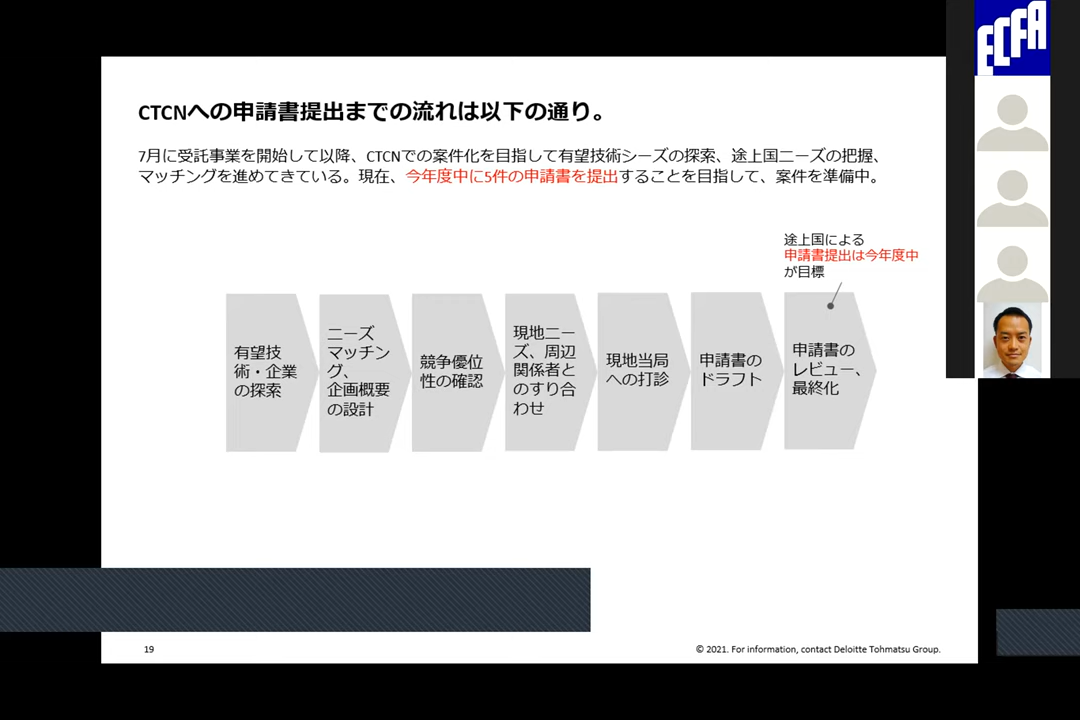 ECFA
CTCNへの申請書提出までの流れは以下の通り。
7月に受託事業を開始して以降、CTCNでの案件化を目指して有望技術シーズの探索、途上国ニーズの把握、
マッチングを進めてきている。現在、今年度中に5件の申請書を提出することを目指して、案件を準備中。
途上国による
申請書提出は今年度中
が目標
有望技
術・企業
の探索
ニーズ
マッチン
グ、
企画概要
の設計
競争優位
性の確認
現地ニー
ズ、周辺
関係者と
のすり合
わせ
現地当局
への打診
申請書の
ドラフト
申請書の
レビュー、
最終化
19
© 2021. For information, contact Deloitte Tohmatsu Group.